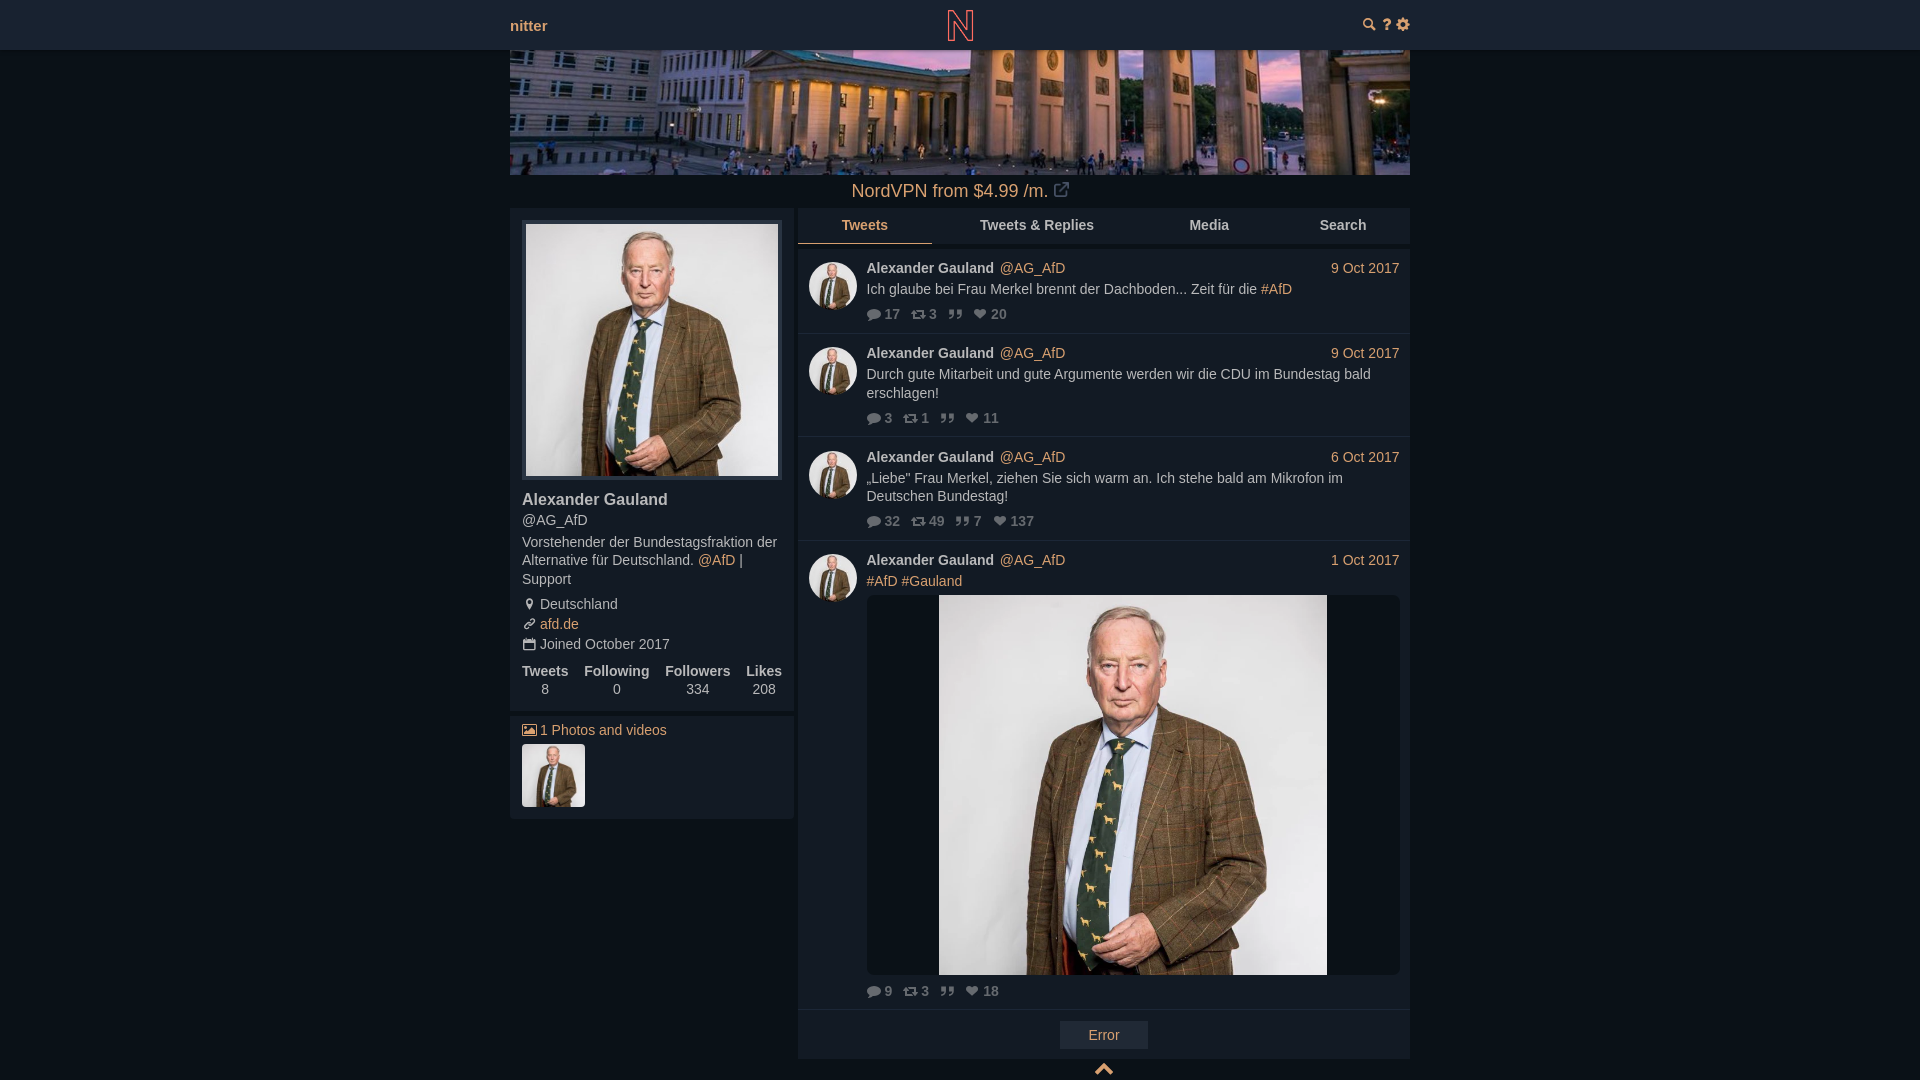 nitter
N
NordVPN from $4.99 /m.
Alexander Gauland
@AG_AfD
Vorstehender der Bundestagsfraktion der
Alternative für Deutschland. @AfD |
Support
Deutschland
afd.de
Joined October 2017
Tweets Following Followers Likes
8 0 334 208
1 Photos and videos
Tweets Tweets & Replies Media Search
Alexander Gauland @AG_AfD 9 Oct 2017
Ich glaube bei Frau Merkel brennt der Dachboden... Zeit für die #AfD
17 3 20
Alexander Gauland @AG_AfD 9 Oct 2017
Durch gute Mitarbeit und gute Argumente werden wir die CDU im Bundestag bald
erschlagen!
3 1 11
Alexander Gauland @AG_AfD 6 Oct 2017
„Liebe" Frau Merkel, ziehen Sie sich warm an. Ich stehe bald am Mikrofon im
Deutschen Bundestag!
32 49 7 137
Alexander Gauland @AG_AfD 1 Oct 2017
#AfD #Gauland
9 3 18
Error